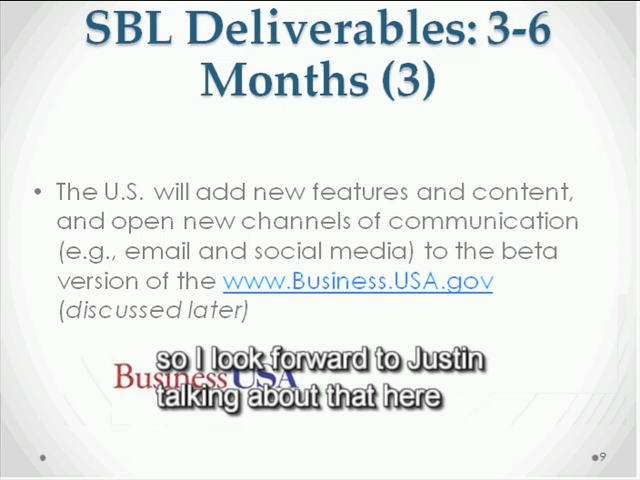 SBL Deliverables: 3-6
Months (3)
• The U.S. will add new features and content,
and open new channels of communication
(e.g., email and social media) to the beta
version of the www.Business.USA.gov
(discussed later)
BusinessUSA
so I look forward to Justin
talking about that here
9